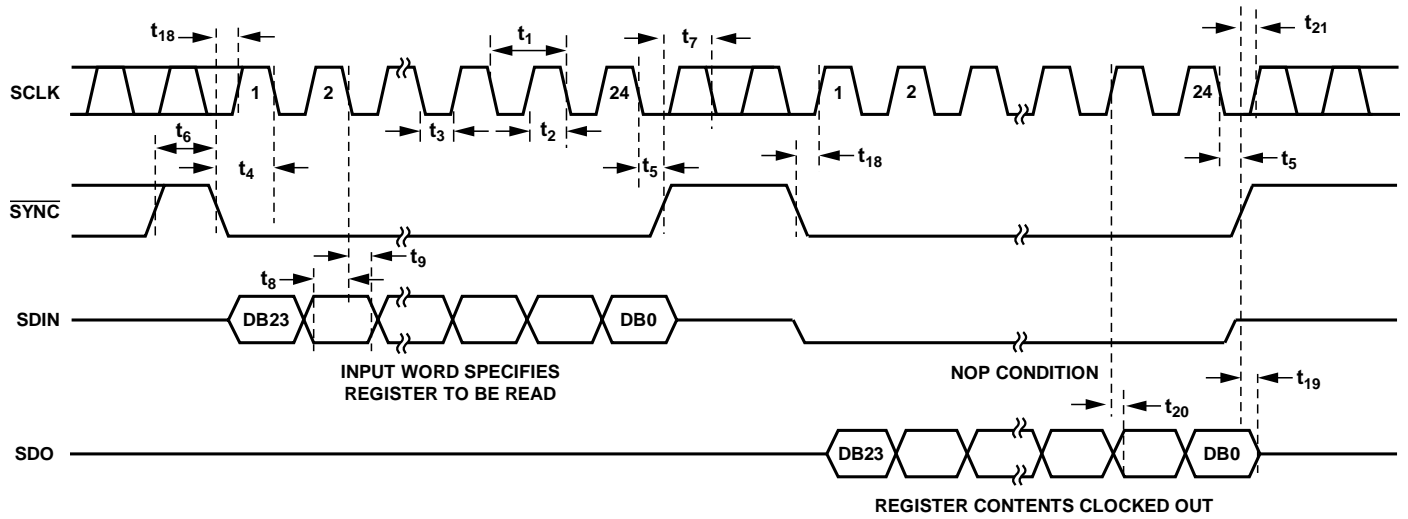 t18
t1
t7
t21
SCLK
1
2
24
1
2
24
t6
t3
t2
t4
t5
t18
t5
SYNC
t9
t8
SDIN
DB23
DB0
INPUT WORD SPECIFIES
REGISTER TO BE READ
NOP CONDITION
t19
t20
SDO
DB23
DB0
REGISTER CONTENTS CLOCKED OUT